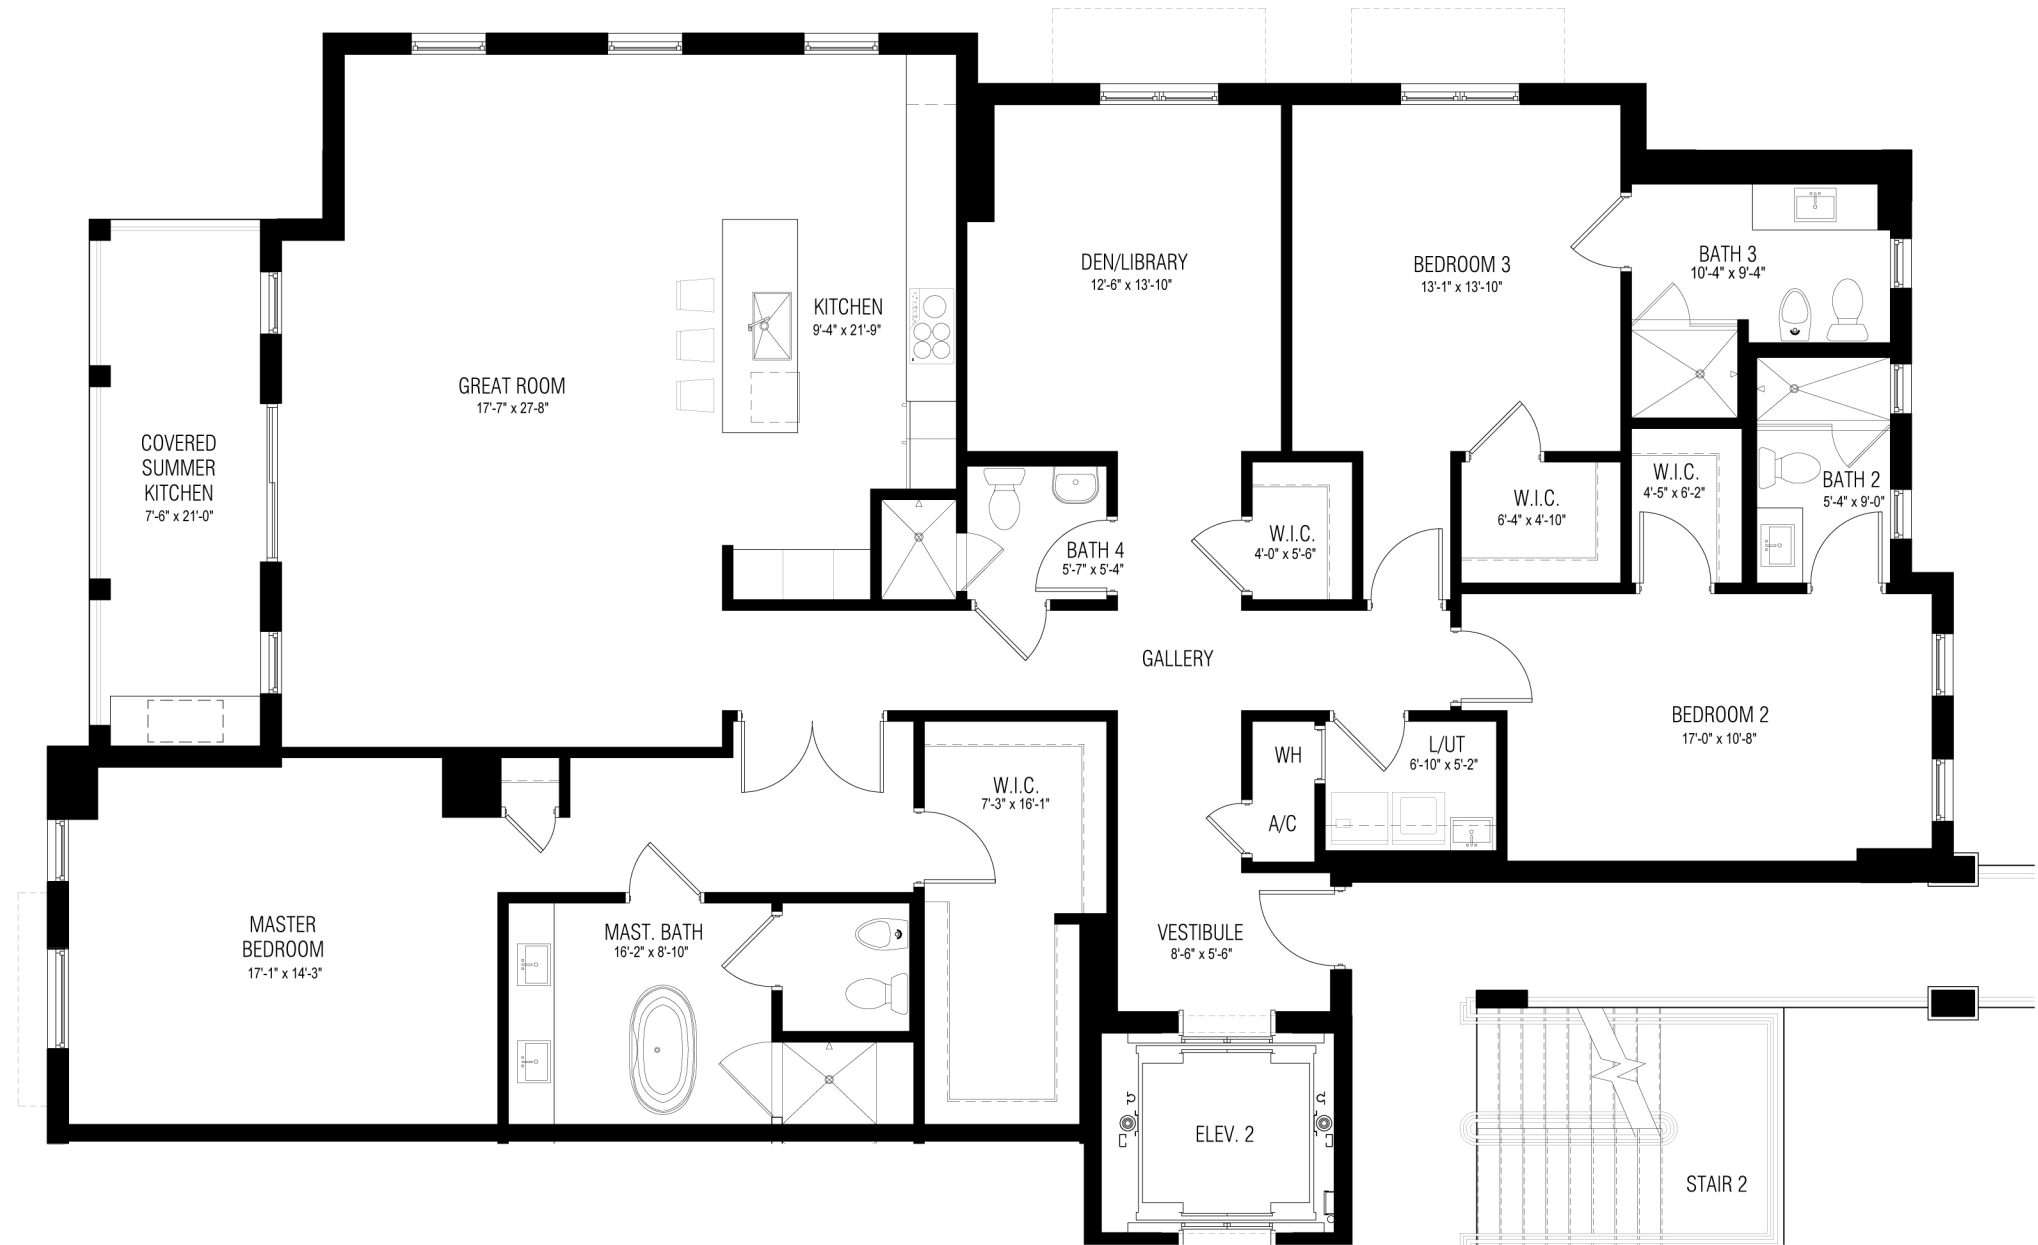 DEN/LIBRARY
12'-6" x 13'-10"
BEDROOM 3
13'-1" x 13'-10"
BATH 3
10'-4" x 9'-4"
KITCHEN
9'-4" x 21'-9"
GREAT ROOM
17'-7" x 27-8"
COVERED
SUMMER
KITCHEN
7'-6" x 21'-0"
W.I.C.
4'-5" x 6'-2"
BATH 2
5'-4" x 9'-0"
W.I.C.
6'-4" x 4'-10"
W.I.C.
4'-0" x 5'-6"
BATH 4
5'-7" x 5'-4"
GALLERY
BEDROOM 2
17'-0" x 10'-8"
L/UT
6'-10" x 5'-2"
WH
A/C
W.I.C.
7'-3" x 16'-1"
MASTER
BEDROOM
17'-1" x 14'-3"
MAST. BATH
16'-2" x 8'-10"
VESTIBULE
8'-6" x 5'-6"
ELEV. 2
STAIR 2